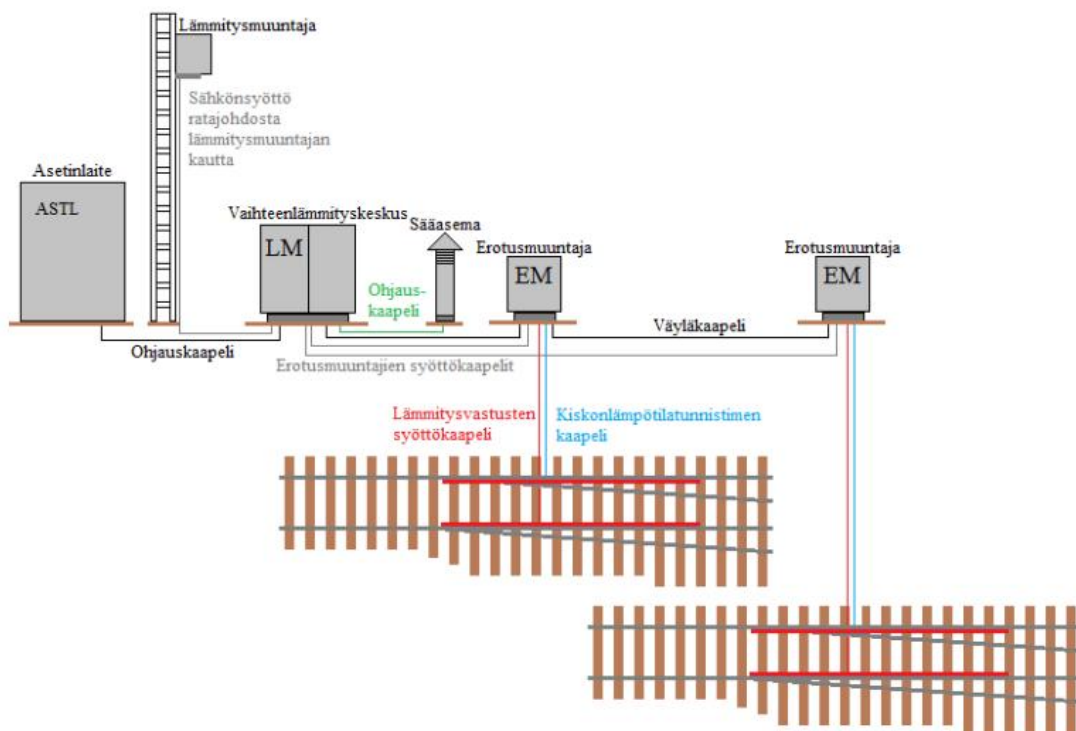 Lämmitysmuuntaja
Sähkönsyöttö
ratajohdosta
lämmitysmuuntajan
kautta
Asetinlaite
ASTL
Vaihteenlämmityskeskus
LM
Sääasema
Erotusmuuntaja
EM
Erotusmuuntaja
EM
Ohjaus-
kaapeli
Väyläkaapeli
Ohjauskaapeli
Erotusmuuntajien syöttökaapelit
Lämmitysvastusten
syöttökaapeli
Kiskonlämpötilatunnistimen
kaapeli